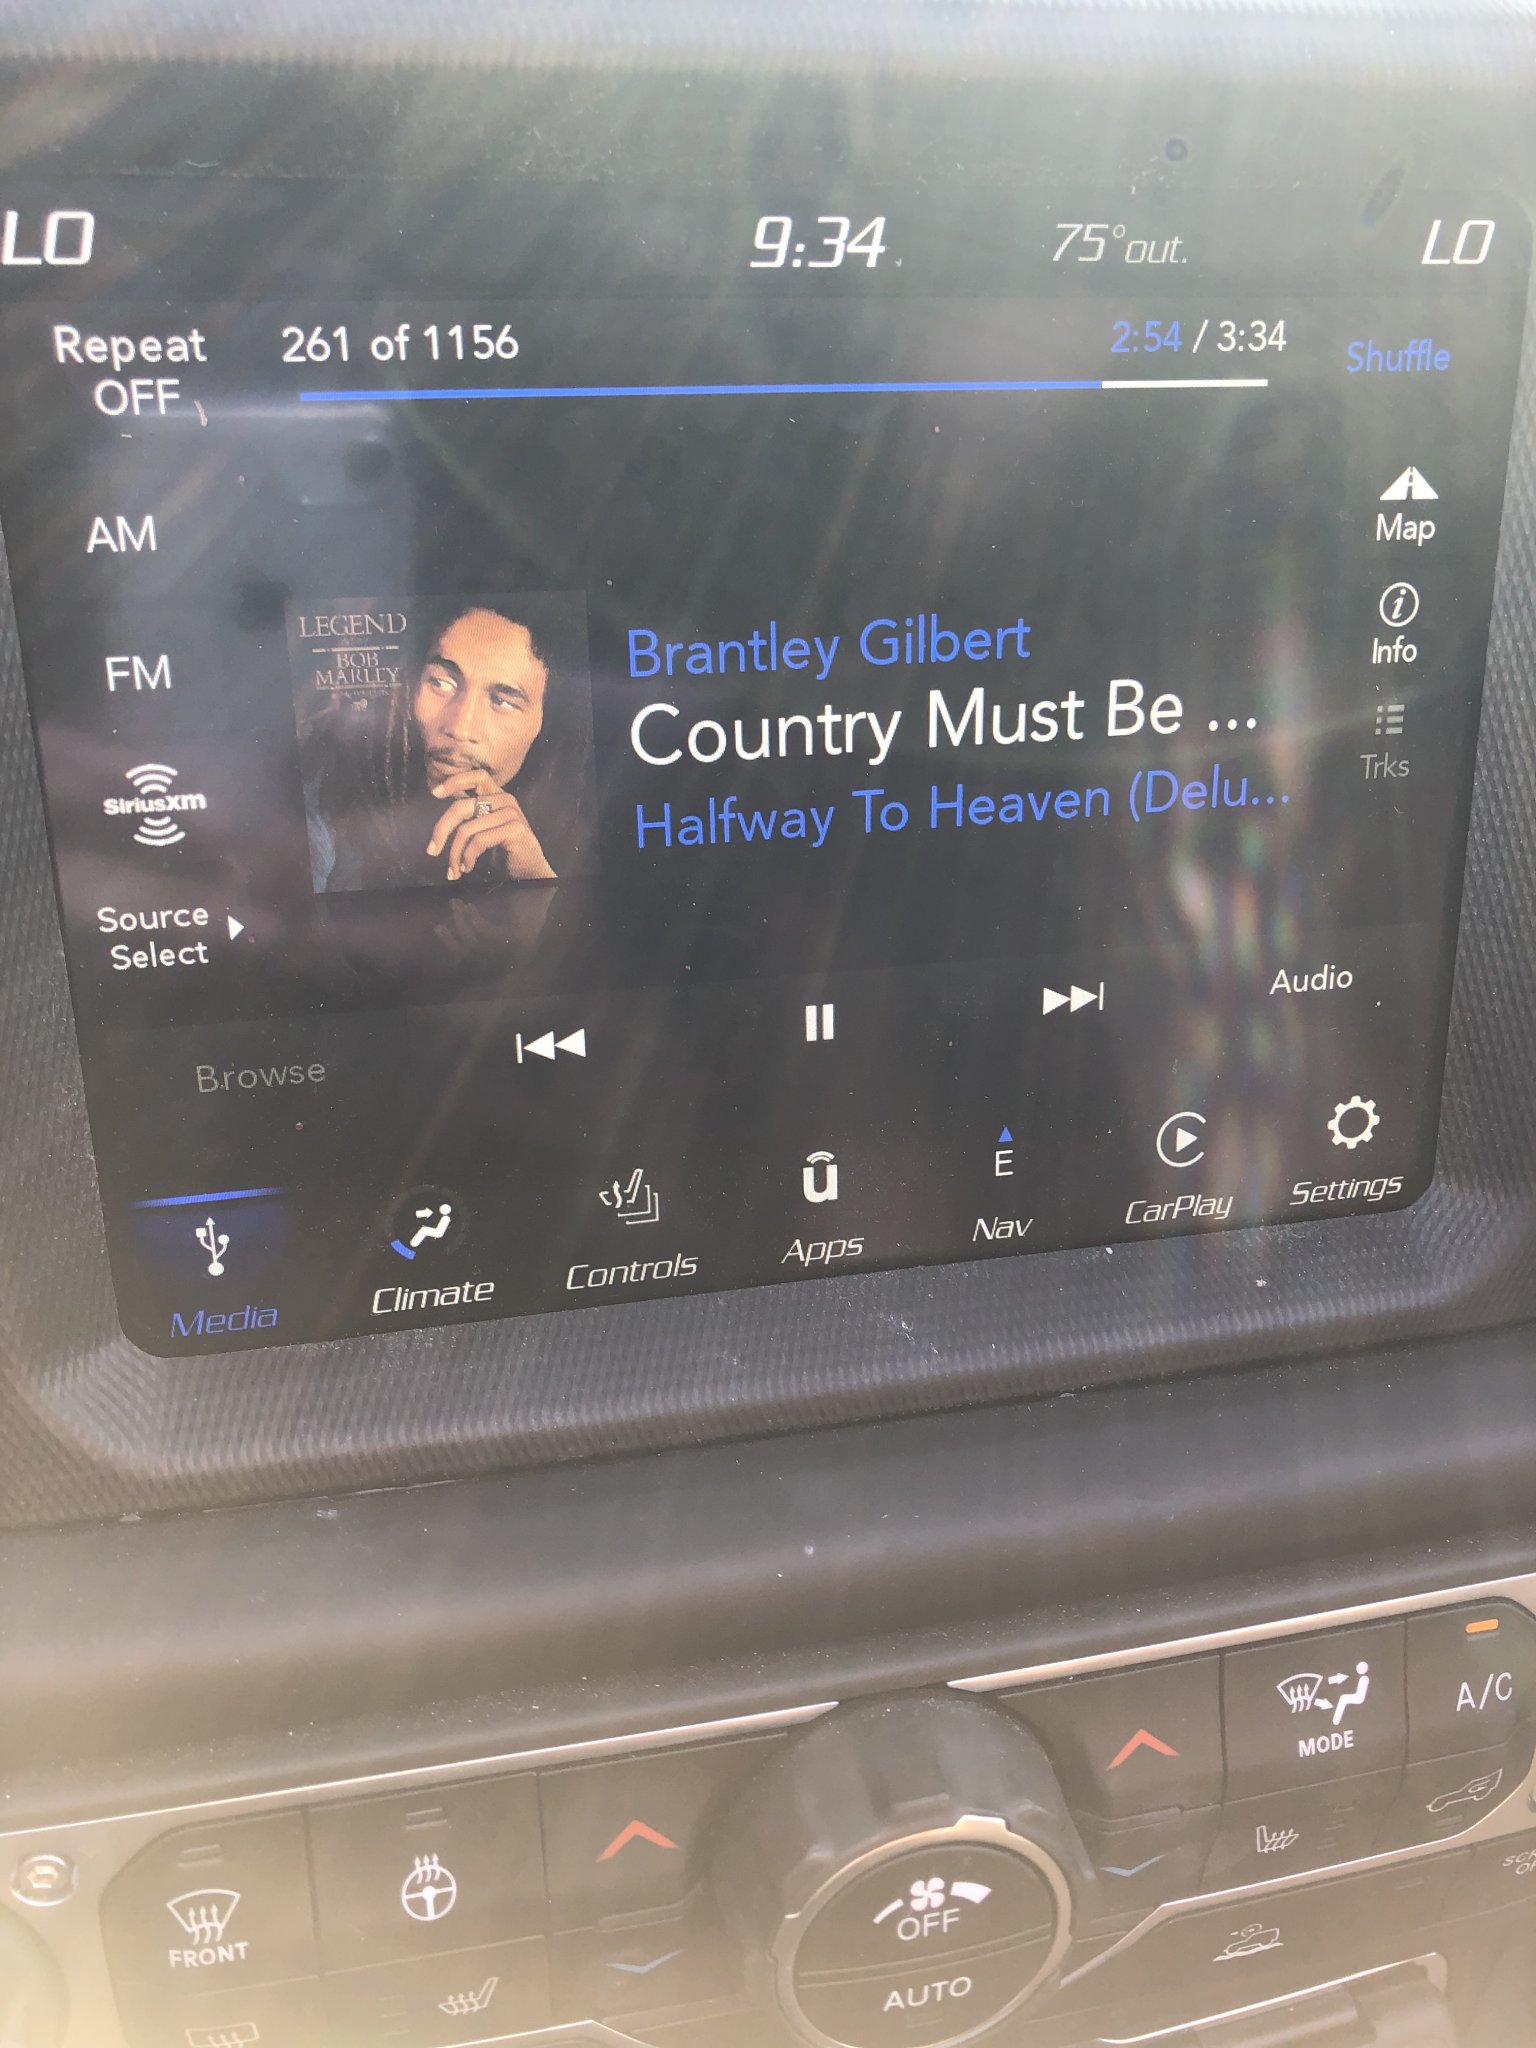 LO 9:34 75°out. LO
Repeat
OFF
261 of 1156
2:54 / 3:34
Shuffle
AM
FM
SiriusXM
Source
Select
LEGEND
BOB
MARLEY
Brantley Gilbert
Country Must Be ...
Halfway To Heaven (Delu...
Map
Info
Trks
Browse
Audio
Media
Climate
Controls
Apps
E
Nav
CarPlay
Settings
MODE
A/C
FRONT
OFF
AUTO